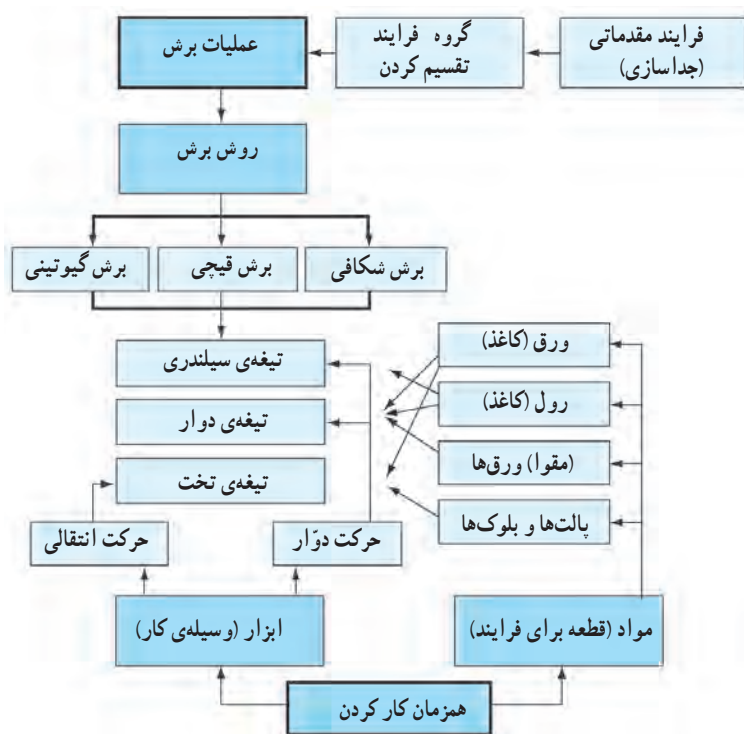 فرایند مقدماتی
(جداسازی)
گروه فرایند
تقسیم کردن
عملیات برش
روش برش
برش شکافی
برش قیچی
برش گیوتینی
ورق (کاغذ)
تیغه‌ی سیلندری
رول (کاغذ)
تیغه‌ی دوار
(مقوا) ورق‌ها
تیغه‌ی تخت
پالت‌ها و بلوک‌ها
حرکت دوّار
حرکت انتقالی
مواد (قطعه برای فرایند)
ابزار (وسیله‌ی کار)
همزمان کار کردن